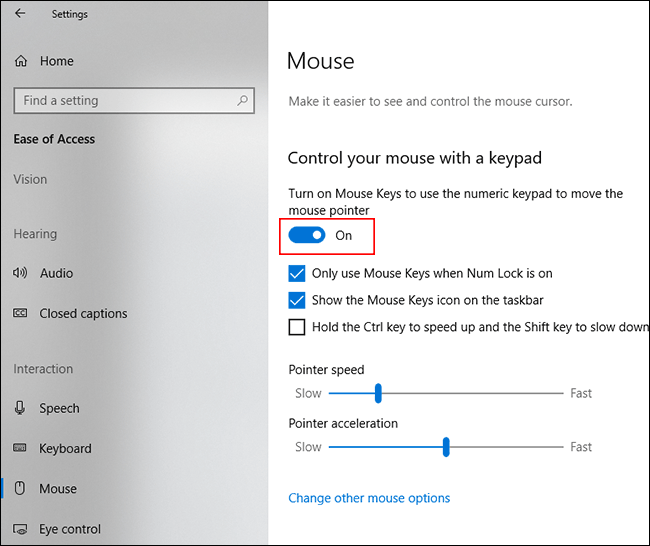 Settings
Home
Find a setting
Ease of Access
Vision
Hearing
Audio
Closed captions
Interaction
Speech
Keyboard
Mouse
Eye control
Mouse
Make it easier to see and control the mouse cursor.
Control your mouse with a keypad
Turn on Mouse Keys to use the numeric keypad to move the
mouse pointer
On
Only use Mouse Keys when Num Lock is on
Show the Mouse Keys icon on the taskbar
Hold the Ctrl key to speed up and the Shift key to slow down
Pointer speed
Slow Fast
Pointer acceleration
Slow Fast
Change other mouse options